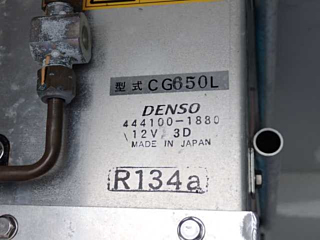 型式 CG650L
DENSO
444100-1880
12V 3D
MADE IN JAPAN
R134a